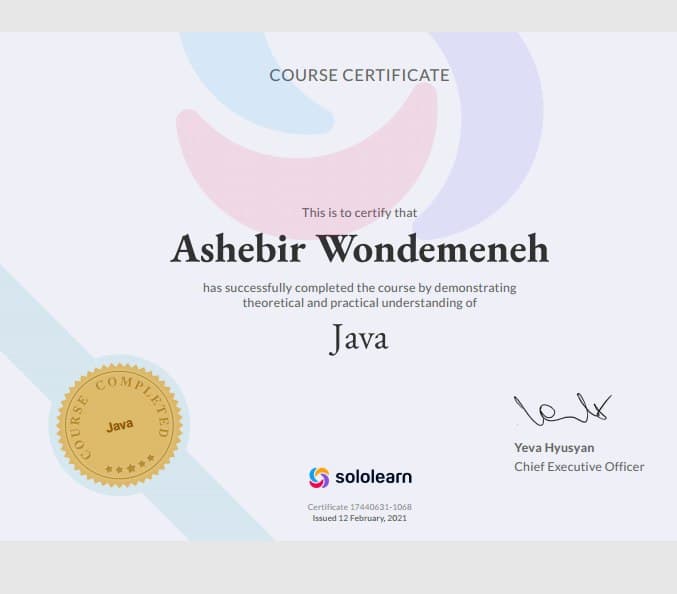 COURSE CERTIFICATE
This is to certify that
Ashebir Wondemeneh
has successfully completed the course by demonstrating
theoretical and practical understanding of
Java
COURSE COMPLETED
Java
Yeva Hyusyan
Chief Executive Officer
sololearn
Certificate 17440631-1068
Issued 12 February, 2021